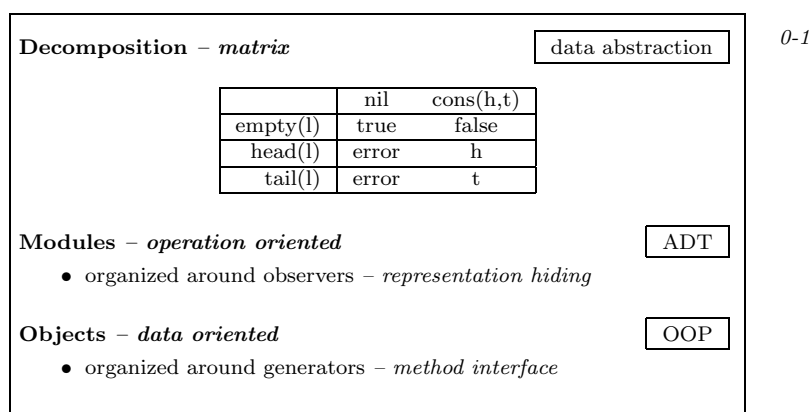 Decomposition – matrix data abstraction 0-1
nil cons(h,t)
empty(l) true false
head(l) error h
tail(l) error t
Modules – operation oriented ADT
• organized around observers – representation hiding
Objects – data oriented OOP
• organized around generators – method interface